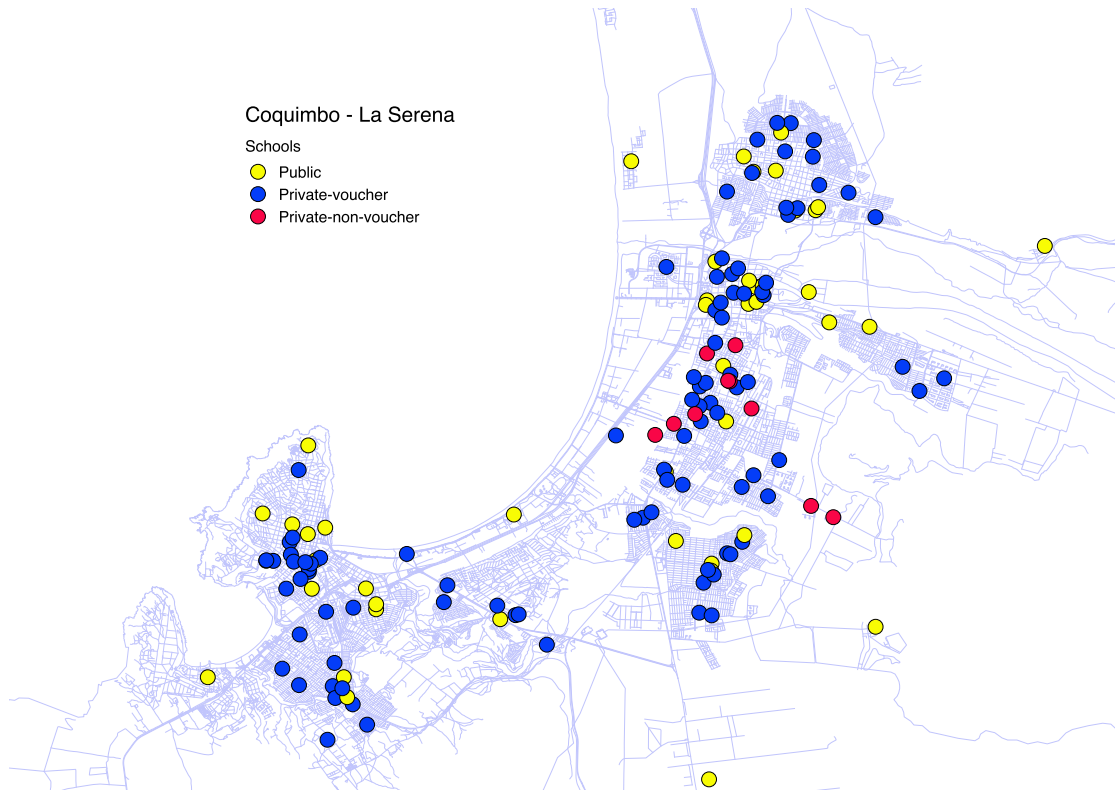 Coquimbo - La Serena
Schools
Public
Private-voucher
Private-non-voucher